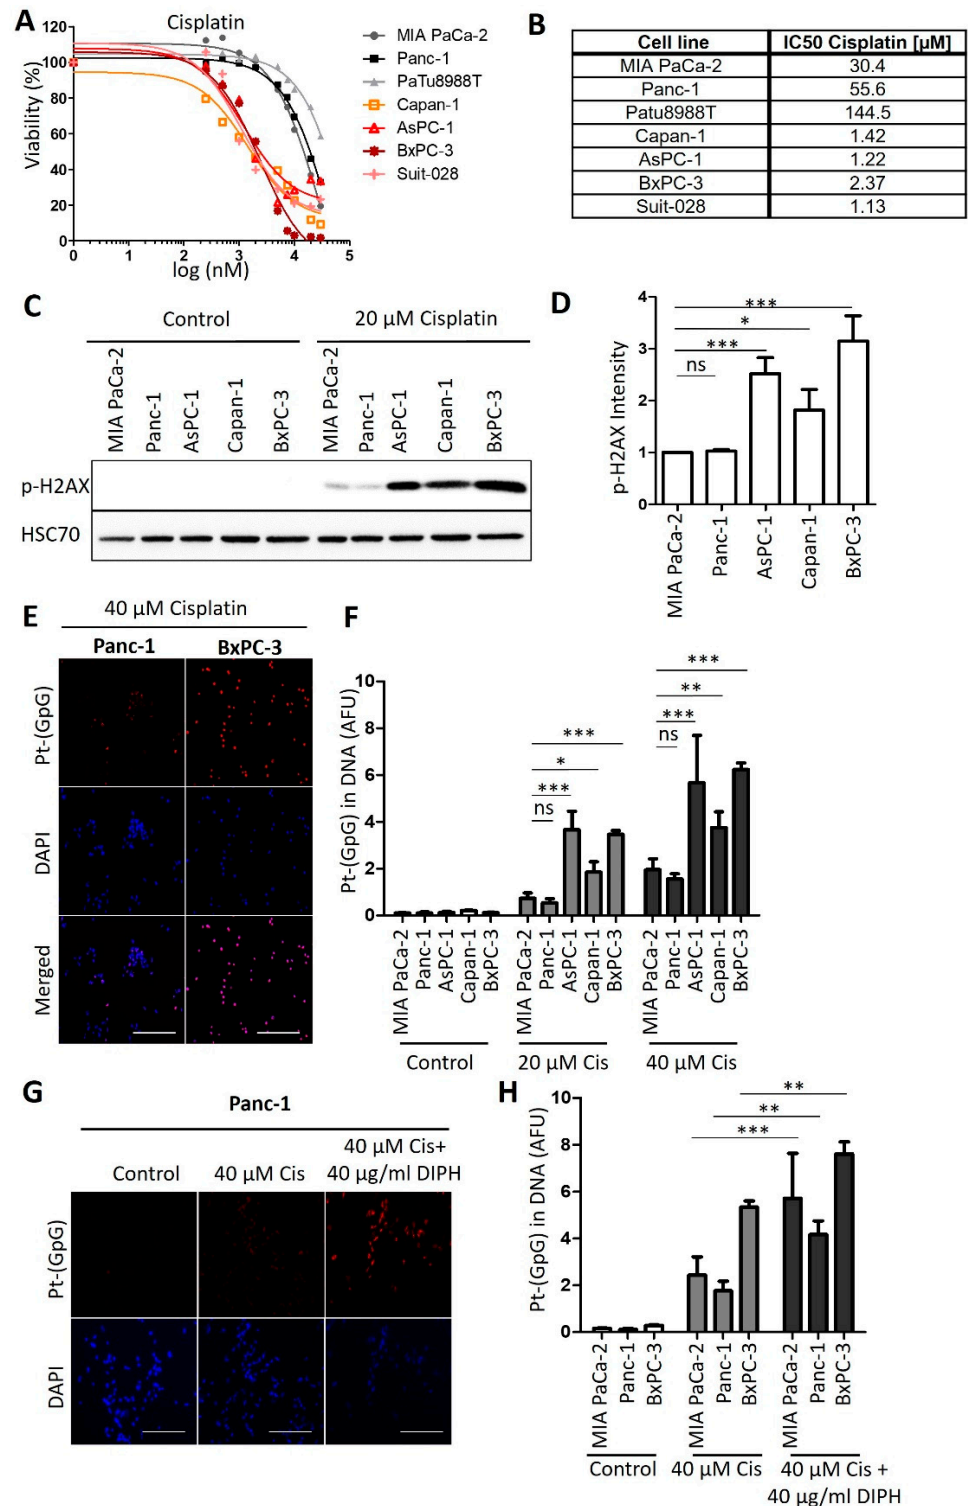 A
Cisplatin
Viability (%)
120
100
80
60
40
20
0
0 1 2 3 4 5
log (nM)
MIA PaCa-2
Panc-1
PaTu8988T
Capan-1
AsPC-1
BxPC-3
Suit-028
B
Cell line IC50 Cisplatin [µM]
MIA PaCa-2 30.4
Panc-1 55.6
Patu8988T 144.5
Capan-1 1.42
AsPC-1 1.22
BxPC-3 2.37
Suit-028 1.13
C
Control 20 µM Cisplatin
MIA PaCa-2 Panc-1 AsPC-1 Capan-1 BxPC-3 MIA PaCa-2 Panc-1 AsPC-1 Capan-1 BxPC-3
p-H2AX
HSC70
D
p-H2AX Intensity
4
3
2
1
0
***
*
***
ns
MIA PaCa-2 Panc-1 AsPC-1 Capan-1 BxPC-3
E
40 µM Cisplatin
Panc-1 BxPC-3
Pt-(GpG)
DAPI
Merged
F
Pt-(GpG) in DNA (AFU)
10
8
6
4
2
0
***
*
***
ns
***
**
***
ns
MIA PaCa-2 Panc-1 AsPC-1 Capan-1 BxPC-3 MIA PaCa-2 Panc-1 AsPC-1 Capan-1 BxPC-3 MIA PaCa-2 Panc-1 AsPC-1 Capan-1 BxPC-3
Control 20 µM Cis 40 µM Cis
G
Panc-1
Control 40 µM Cis 40 µM Cis+
40 µg/ml DIPH
Pt-(GpG)
DAPI
H
Pt-(GpG) in DNA (AFU)
10
8
6
4
2
0
**
**
***
MIA PaCa-2 Panc-1 BxPC-3 MIA PaCa-2 Panc-1 BxPC-3 MIA PaCa-2 Panc-1 BxPC-3
Control 40 µM Cis 40 µM Cis +
40 µg/ml DIPH